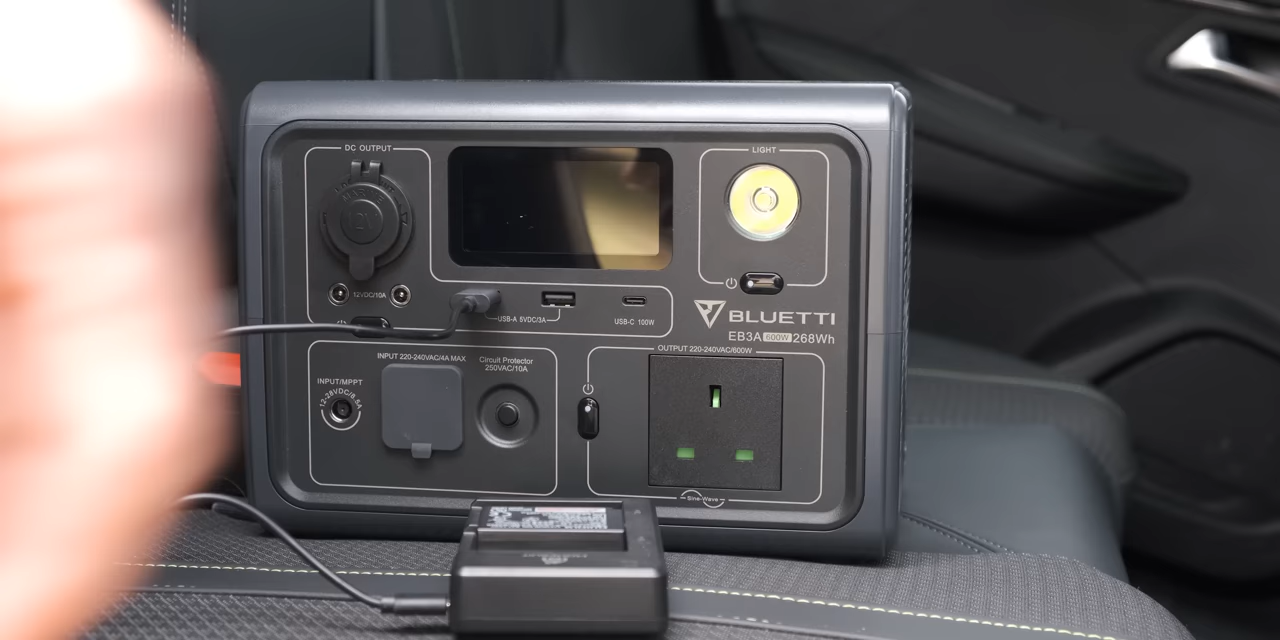 DC OUTPUT
LIGHT
12V
12VDC/10A
USB-A 5VDC/3A
USB-C 100W
BLUETTI
EB3A 600W 268Wh
INPUT 220-240VAC/4A MAX
Circuit Protector
250VAC/10A
OUTPUT 220-240VAC/600W
INPUT/MPPT
12-28VDC/8.5A
Sine-Wave